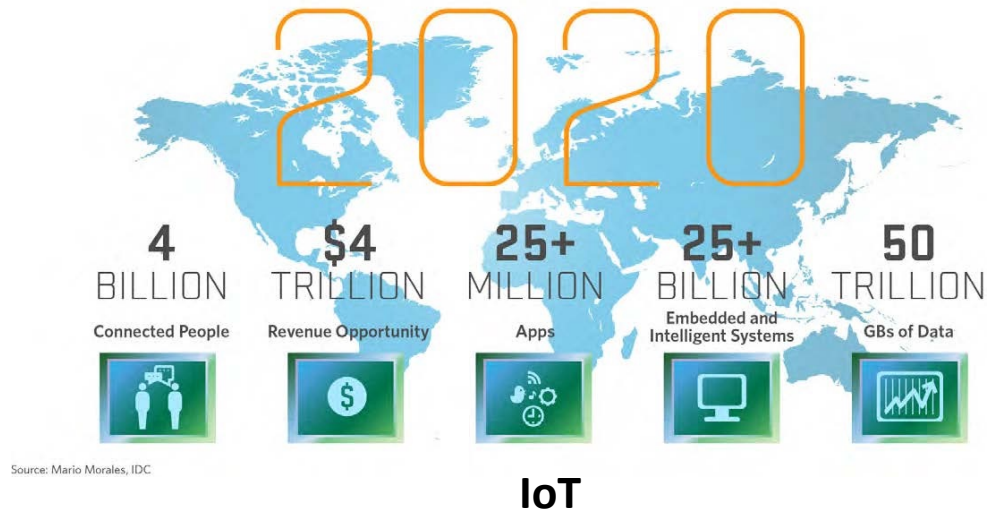 2020
4
BILLION
Connected People
$4
TRILLION
Revenue Opportunity
25+
MILLION
Apps
25+
BILLION
Embedded and
Intelligent Systems
50
TRILLION
GBs of Data
$
Source: Mario Morales, IDC
IoT